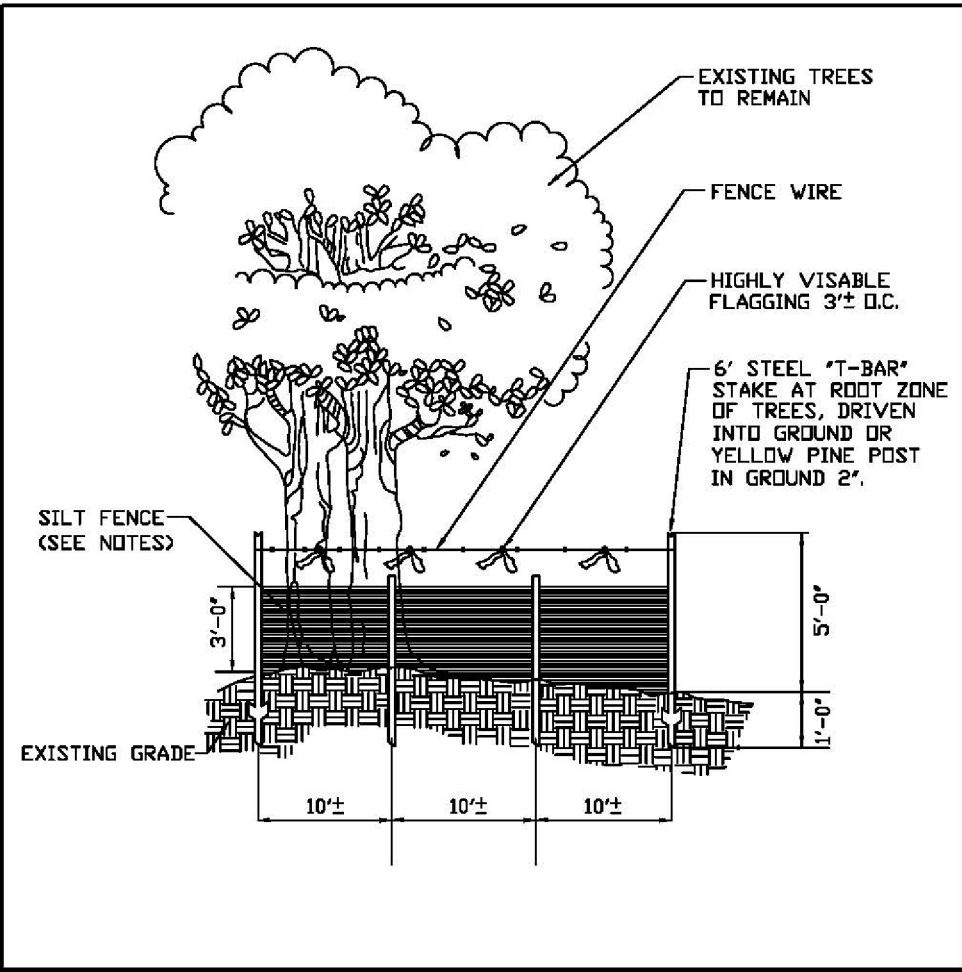 EXISTING TREES
TO REMAIN
FENCE WIRE
HIGHLY VISABLE
FLAGGING 3'± O.C.
6' STEEL "T-BAR"
STAKE AT ROOT ZONE
OF TREES, DRIVEN
INTO GROUND OR
YELLOW PINE POST
IN GROUND 2".
SILT FENCE
(SEE NOTES)
3'-0"
5'-0"
1'-0"
EXISTING GRADE
10'±
10'±
10'±